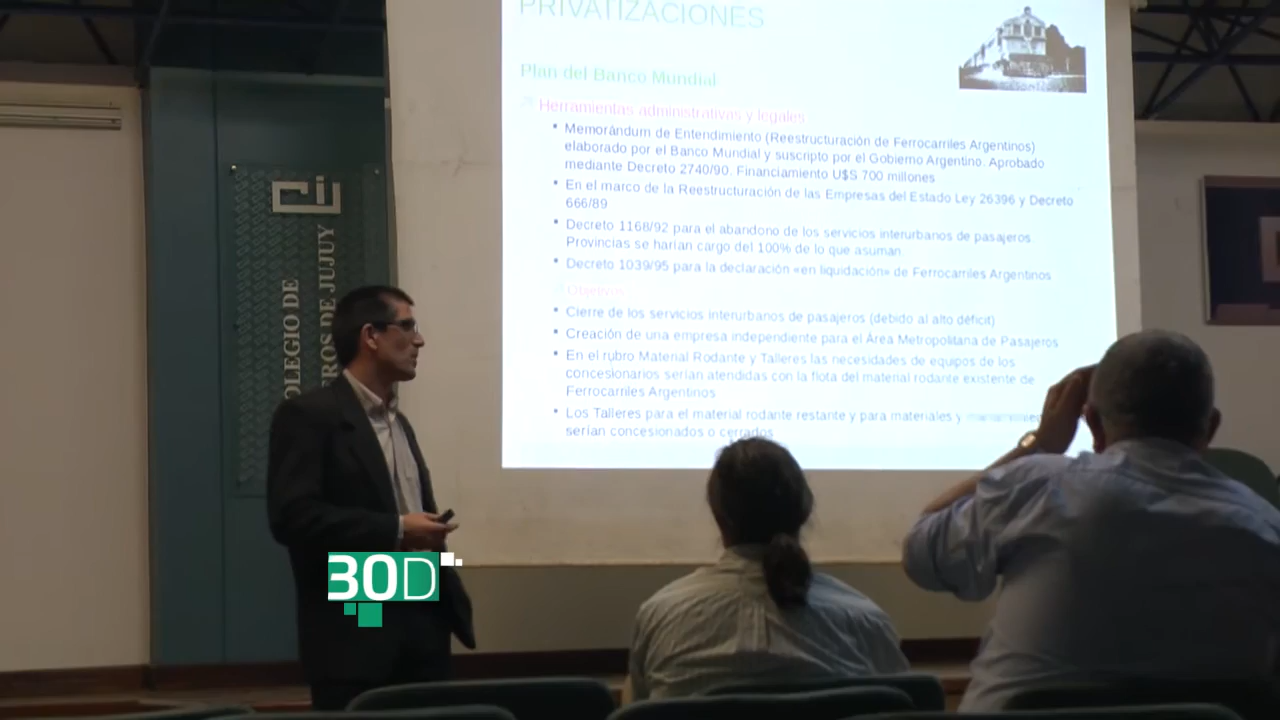 PRIVATIZACIONES
Plan del Banco Mundial
Herramientas administrativas y legales
• Memorándum de Entendimiento (Reestructuración de Ferrocarriles Argentinos)
elaborado por el Banco Mundial y suscripto por el Gobierno Argentino. Aprobado
mediante Decreto 2740/90. Financiamiento U$S 700 millones
• En el marco de la Reestructuración de las Empresas del Estado Ley 26396 y Decreto
666/89
• Decreto 1168/92 para el abandono de los servicios interurbanos de pasajeros.
Provincias se harían cargo del 100% de lo que asuman.
• Decreto 1039/95 para la declaración «en liquidación» de Ferrocarriles Argentinos
Objetivos
• Cierre de los servicios interurbanos de pasajeros (debido al alto déficit)
• Creación de una empresa independiente para el Área Metropolitana de Pasajeros
• En el rubro Material Rodante y Talleres las necesidades de equipos de los
concesionarios serían atendidas con la flota del material rodante existente de
Ferrocarriles Argentinos
• Los Talleres para el material rodante restante y para materiales y
serían concesionados o cerrados
OLEGIO DE
EROS DE JUJUY
30D